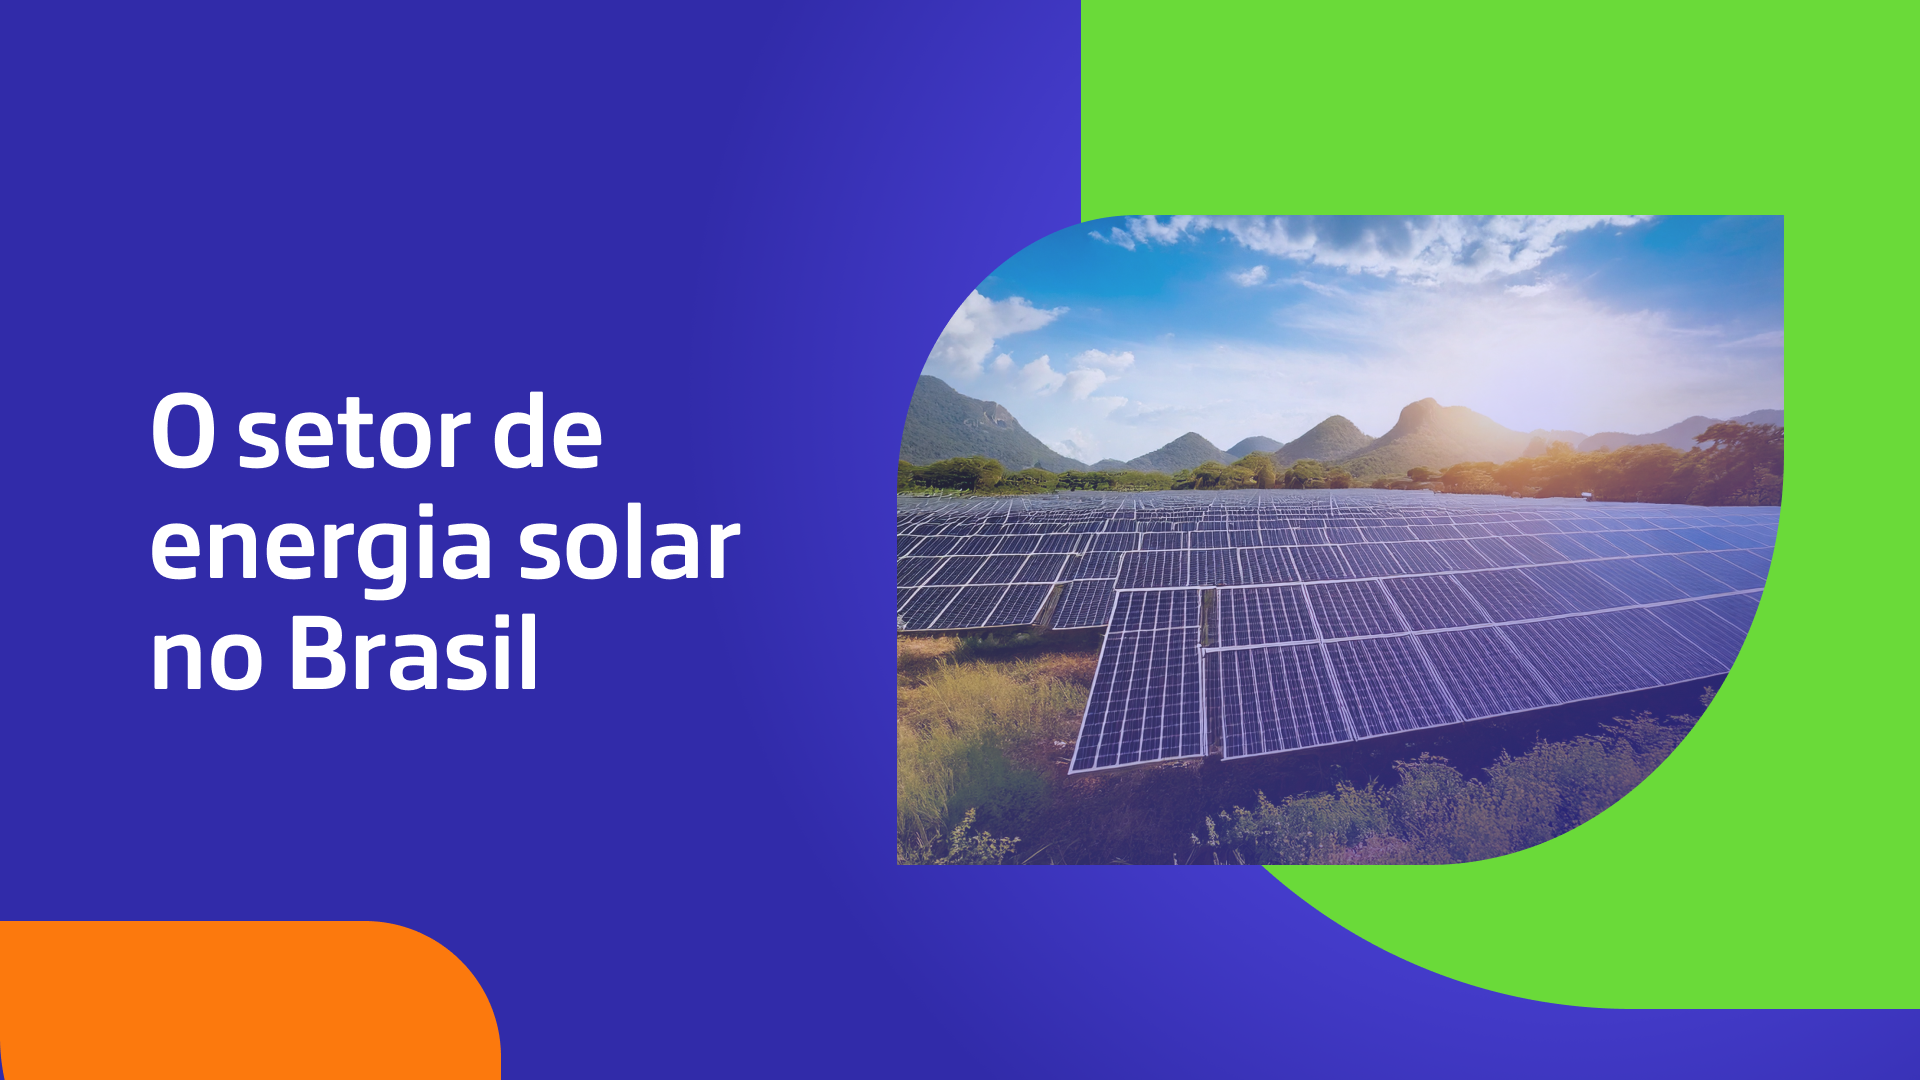 O setor de
energia solar
no Brasil